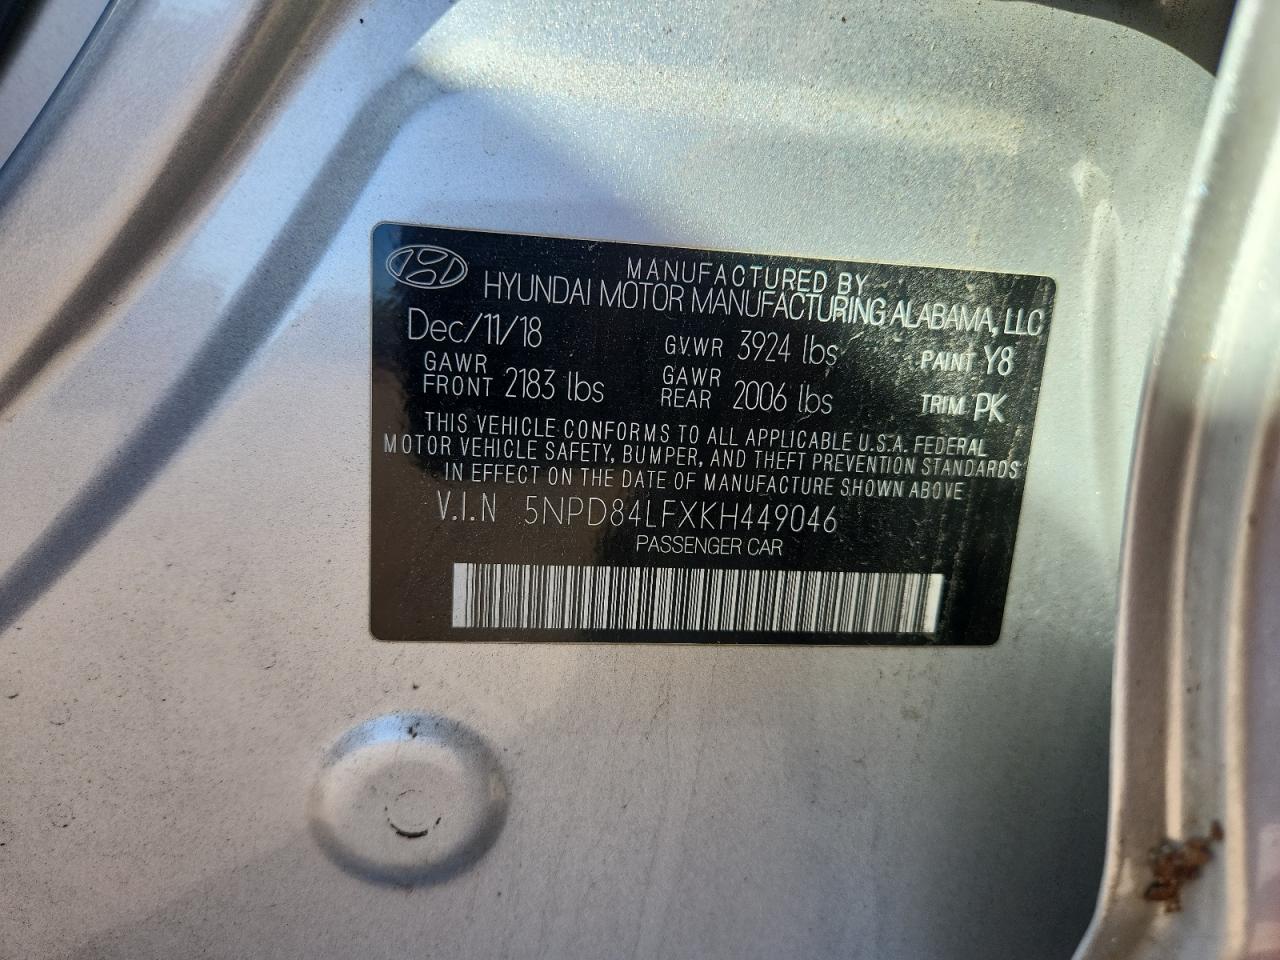 MANUFACTURED BY
HYUNDAI MOTOR MANUFACTURING ALABAMA, LLC
Dec/11/18 GVWR 3924 lbs PAINT Y8
GAWR FRONT 2183 lbs GAWR REAR 2006 lbs TRIM PK
THIS VEHICLE CONFORMS TO ALL APPLICABLE U.S.A. FEDERAL
MOTOR VEHICLE SAFETY, BUMPER, AND THEFT PREVENTION STANDARDS
IN EFFECT ON THE DATE OF MANUFACTURE SHOWN ABOVE
V.I.N 5NPD84LFXKH449046
PASSENGER CAR